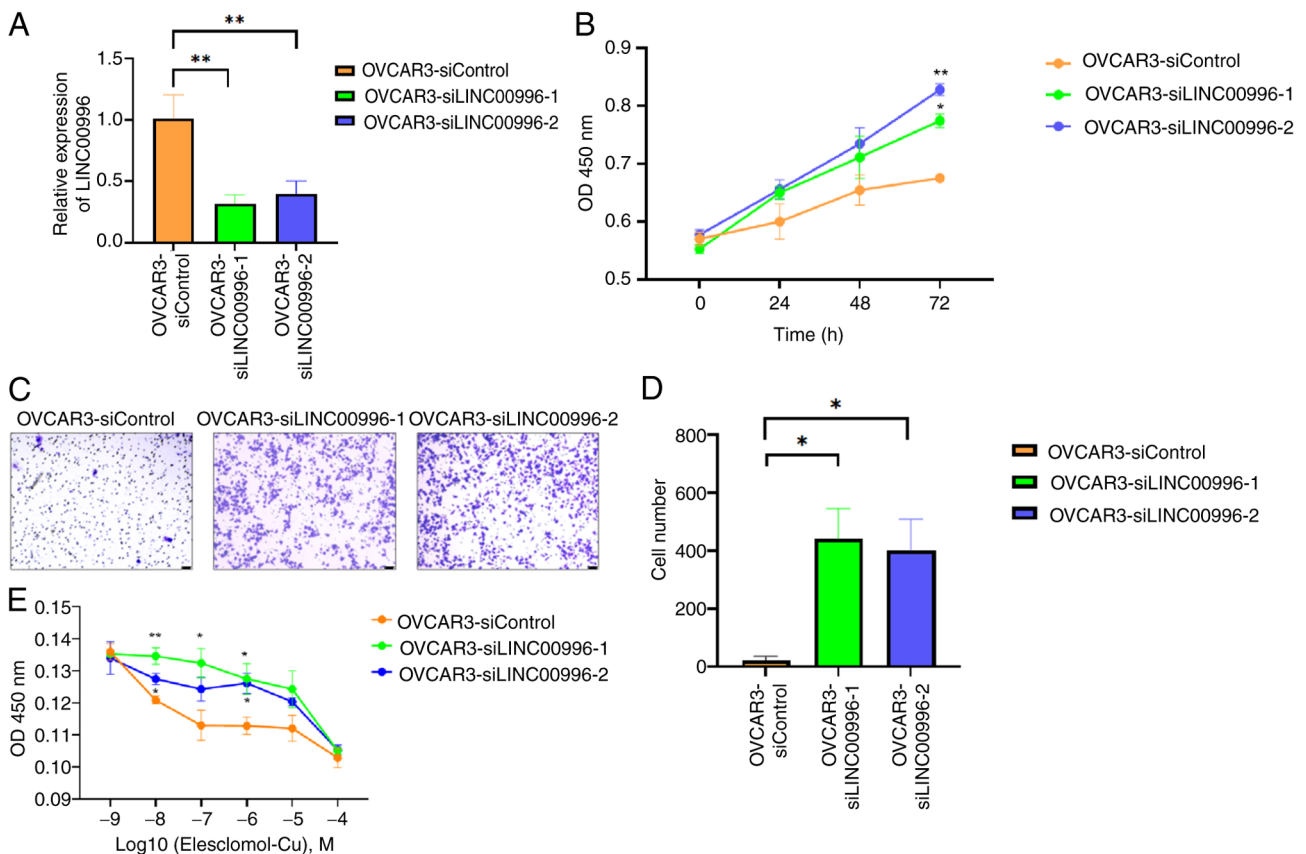 A
**
**
1.5
1.0
0.5
0.0
Relative expression
of LINC00996
OVCAR3-
siControl
OVCAR3-
siLINC00996-1
OVCAR3-
siLINC00996-2
OVCAR3-siControl
OVCAR3-siLINC00996-1
OVCAR3-siLINC00996-2
B
0.9
0.8
0.7
0.6
0.5
OD 450 nm
**
*
0
24
48
72
Time (h)
OVCAR3-siControl
OVCAR3-siLINC00996-1
OVCAR3-siLINC00996-2
C
OVCAR3-siControl
OVCAR3-siLINC00996-1
OVCAR3-siLINC00996-2
D
*
*
800
600
400
200
0
Cell number
OVCAR3-
siControl
OVCAR3-
siLINC00996-1
OVCAR3-
siLINC00996-2
OVCAR3-siControl
OVCAR3-siLINC00996-1
OVCAR3-siLINC00996-2
E
0.15
0.14
0.13
0.12
0.11
0.10
0.09
OD 450 nm
**
*
*
*
*
−9
−8
−7
−6
−5
−4
Log10 (Elesclomol-Cu), M
OVCAR3-siControl
OVCAR3-siLINC00996-1
OVCAR3-siLINC00996-2